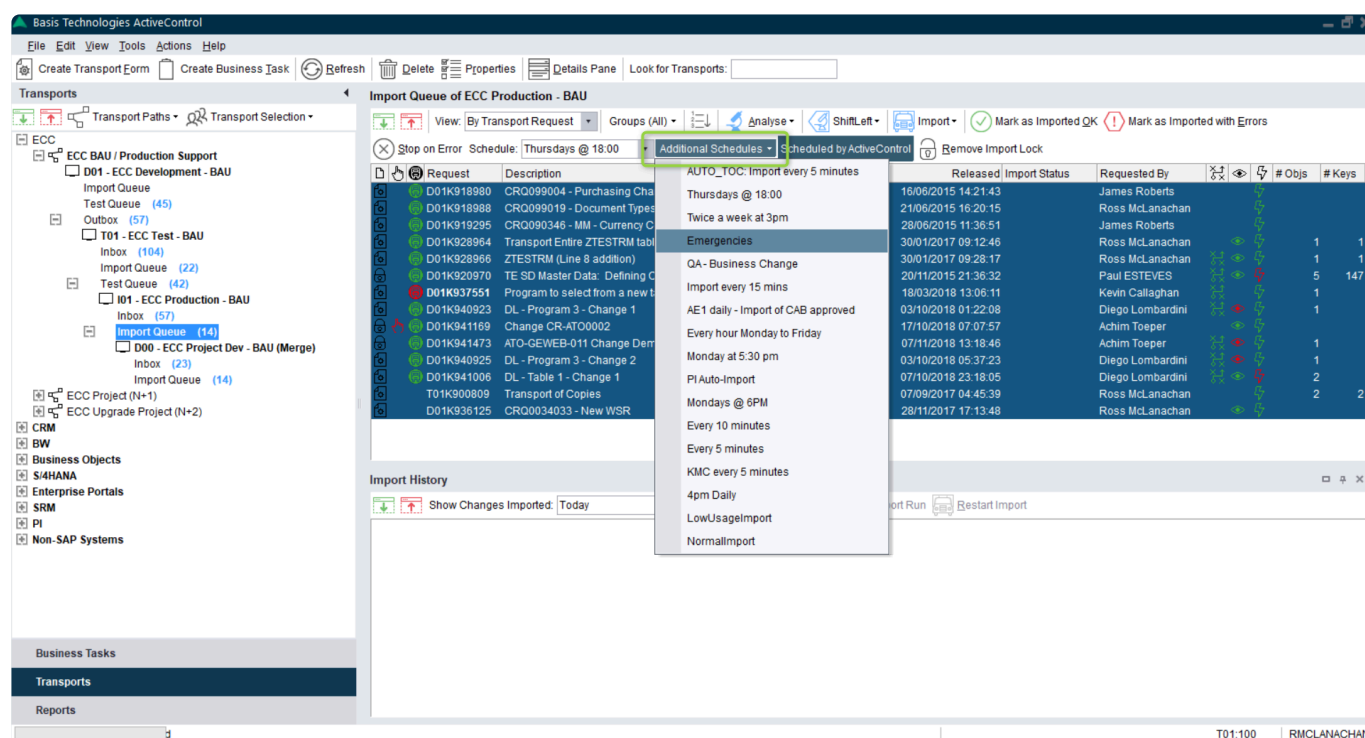 Basis Technologies ActiveControl
File Edit View Tools Actions Help
Create Transport Form Create Business Task Refresh Delete Properties Details Pane Look for Transports:
Transports
Transport Paths Transport Selection
ECC
ECC BAU / Production Support
D01 - ECC Development - BAU
Import Queue
Test Queue (45)
Outbox (57)
T01 - ECC Test - BAU
Inbox (104)
Import Queue (22)
Test Queue (42)
I01 - ECC Production - BAU
Inbox (57)
Import Queue (14)
D00 - ECC Project Dev - BAU (Merge)
Inbox (23)
Import Queue (14)
ECC Project (N+1)
ECC Upgrade Project (N+2)
CRM
BW
Business Objects
S/4HANA
Enterprise Portals
SRM
PI
Non-SAP Systems
Business Tasks
Transports
Reports
Import Queue of ECC Production - BAU
View: By Transport Request Groups (All) Analyse ShiftLeft Import Mark as Imported OK Mark as Imported with Errors
Stop on Error Schedule: Thursdays @ 18:00 Additional Schedules Scheduled by ActiveControl Remove Import Lock
Request Description Released Import Status Requested By # Objs # Keys
D01K918980 CRQ099004 - Purchasing Cha 16/06/2015 14:21:43 James Roberts
D01K918988 CRQ099019 - Document Types 21/06/2015 16:20:15 Ross McLanachan
D01K919295 CRQ090346 - MM - Currency C 28/06/2015 11:36:51 James Roberts
D01K928964 Transport Entire ZTESTRM tabl 30/01/2017 09:12:46 Ross McLanachan 1 1
D01K928966 ZTESTRM (Line 8 addition) 30/01/2017 09:28:17 Ross McLanachan 1 1
D01K920970 TE SD Master Data: Defining C 20/11/2015 21:36:32 Paul ESTEVES 5 147
D01K937551 Program to select from a new t 18/03/2018 13:06:11 Kevin Callaghan 1
D01K940923 DL - Program 3 - Change 1 03/10/2018 01:22:08 Diego Lombardini 1
D01K941169 Change CR-ATO0002 17/10/2018 07:07:57 Achim Toeper
D01K941473 ATO-GEWEB-011 Change Dem 07/11/2018 13:18:46 Achim Toeper 1
D01K940925 DL - Program 3 - Change 2 03/10/2018 05:37:23 Diego Lombardini 1
D01K941006 DL - Table 1 - Change 1 07/10/2018 23:18:05 Diego Lombardini 2
T01K900809 Transport of Copies 07/09/2017 04:45:39 Ross McLanachan 2 2
D01K936125 CRQ0034033 - New WSR 28/11/2017 17:13:48 Ross McLanachan
AUTO_TOC: Import every 5 minutes
Thursdays @ 18:00
Twice a week at 3pm
Emergencies
QA - Business Change
Import every 15 mins
AE1 daily - Import of CAB approved
Every hour Monday to Friday
Monday at 5:30 pm
PI Auto-Import
Mondays @ 6PM
Every 10 minutes
Every 5 minutes
KMC every 5 minutes
4pm Daily
LowUsageImport
NormalImport
Import History
Show Changes Imported: Today ort Run Restart Import
T01:100 RMCLANACHAN